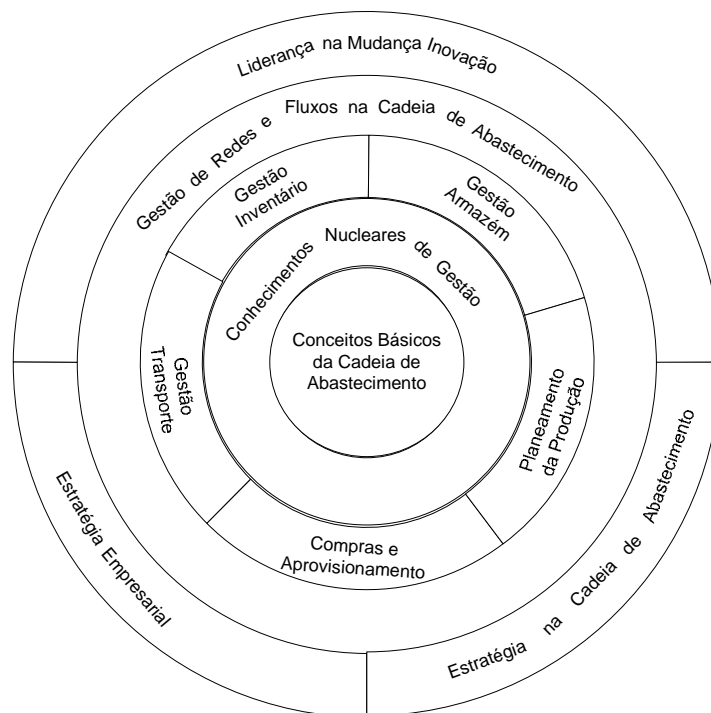 Liderança na Mudança Inovação
Gestão de Redes e Fluxos na Cadeia de Abastecimento
Gestão
Inventário
Gestão
Armazém
Conhecimentos Nucleares de Gestão
Conceitos Básicos
da Cadeia de
Abastecimento
Gestão
Transporte
Planeamento
da Produção
Compras e
Aprovisionamento
Estratégia Empresarial
Estratégia na Cadeia de Abastecimento